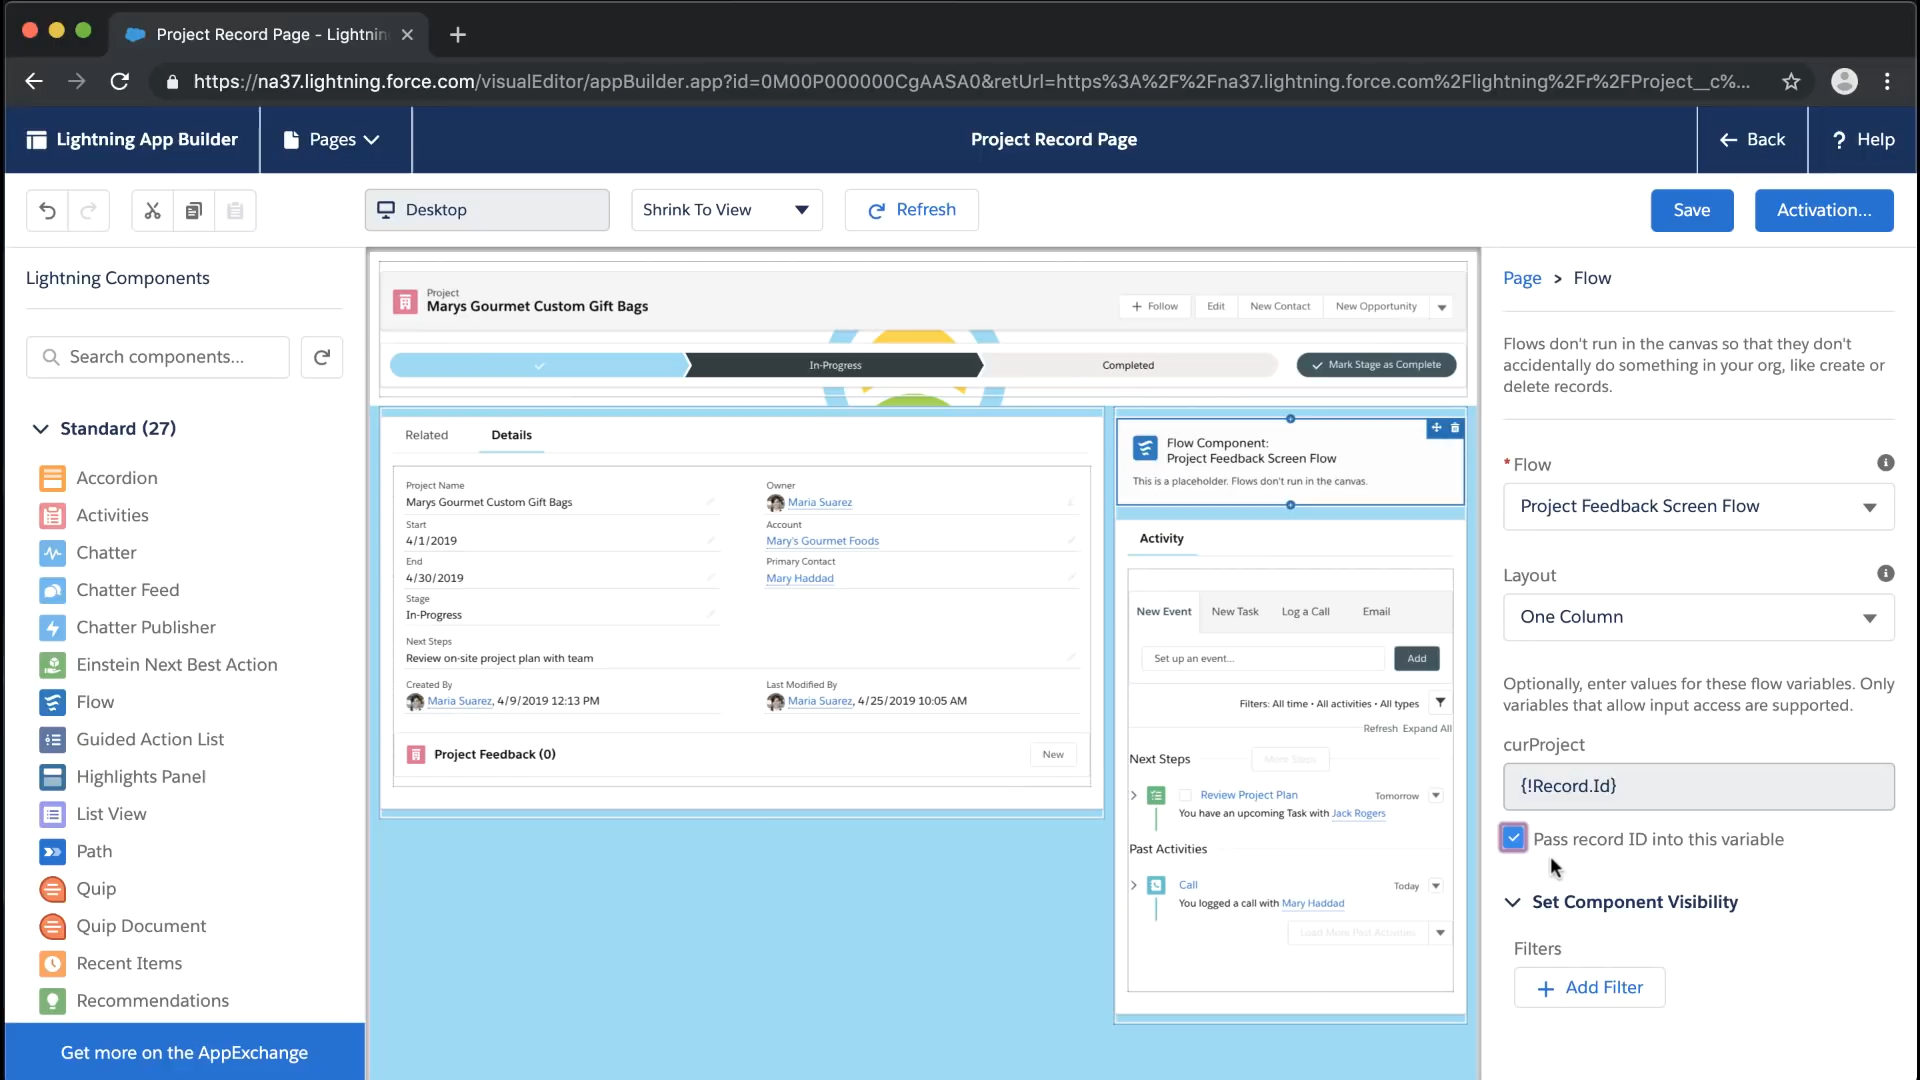 Project Record Page - Lightnin
https://na37.lightning.force.com/visualEditor/appBuilder.app?id=0M00P000000CgAASA0&retUrl=https%3A%2F%2Fna37.lightning.force.com%2Flightning%2Fr%2FProject__c%...
Lightning App Builder
Pages
Project Record Page
Back
? Help
Desktop
Shrink To View
Refresh
Save
Activation...
Lightning Components
Search components...
Standard (27)
Accordion
Activities
Chatter
Chatter Feed
Chatter Publisher
Einstein Next Best Action
Flow
Guided Action List
Highlights Panel
List View
Path
Quip
Quip Document
Recent Items
Recommendations
Get more on the AppExchange
Project
Marys Gourmet Custom Gift Bags
+ Follow
Edit
New Contact
New Opportunity
In-Progress
Completed
Mark Stage as Complete
Related
Details
Project Name
Marys Gourmet Custom Gift Bags
Owner
Maria Suarez
Start
4/1/2019
Account
Mary's Gourmet Foods
End
4/30/2019
Primary Contact
Mary Haddad
Stage
In-Progress
Next Steps
Review on-site project plan with team
Created By
Maria Suarez, 4/9/2019 12:13 PM
Last Modified By
Maria Suarez, 4/25/2019 10:05 AM
Project Feedback (0)
New
Flow Component:
Project Feedback Screen Flow
This is a placeholder. Flows don't run in the canvas.
Activity
New Event
New Task
Log a Call
Email
Set up an event...
Add
Filters: All time • All activities • All types
Refresh Expand All
Next Steps
More Steps
Review Project Plan
Tomorrow
You have an upcoming Task with Jack Rogers
Past Activities
Call
Today
You logged a call with Mary Haddad
Load More Past Activities
Page > Flow
Flows don't run in the canvas so that they don't
accidentally do something in your org, like create or
delete records.
* Flow
Project Feedback Screen Flow
Layout
One Column
Optionally, enter values for these flow variables. Only
variables that allow input access are supported.
curProject
{!Record.Id}
Pass record ID into this variable
Set Component Visibility
Filters
+ Add Filter